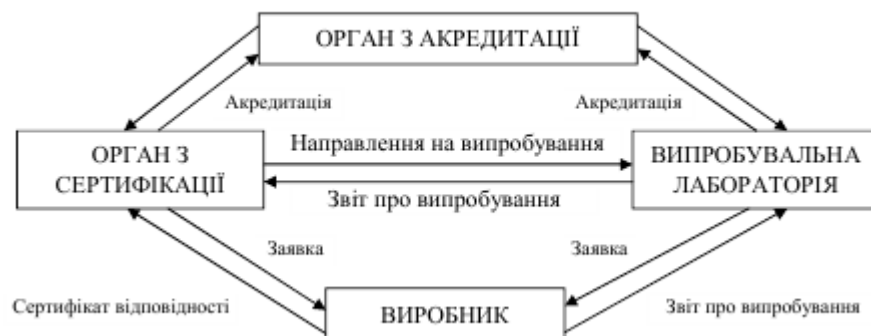 ОРГАН З АКРЕДИТАЦІЇ
Акредитація
Акредитація
ОРГАН З
СЕРТИФІКАЦІЇ
Направлення на випробування
Звіт про випробування
ВИПРОБУВАЛЬНА
ЛАБОРАТОРІЯ
Заявка
Заявка
Сертифікат відповідності
ВИРОБНИК
Звіт про випробування